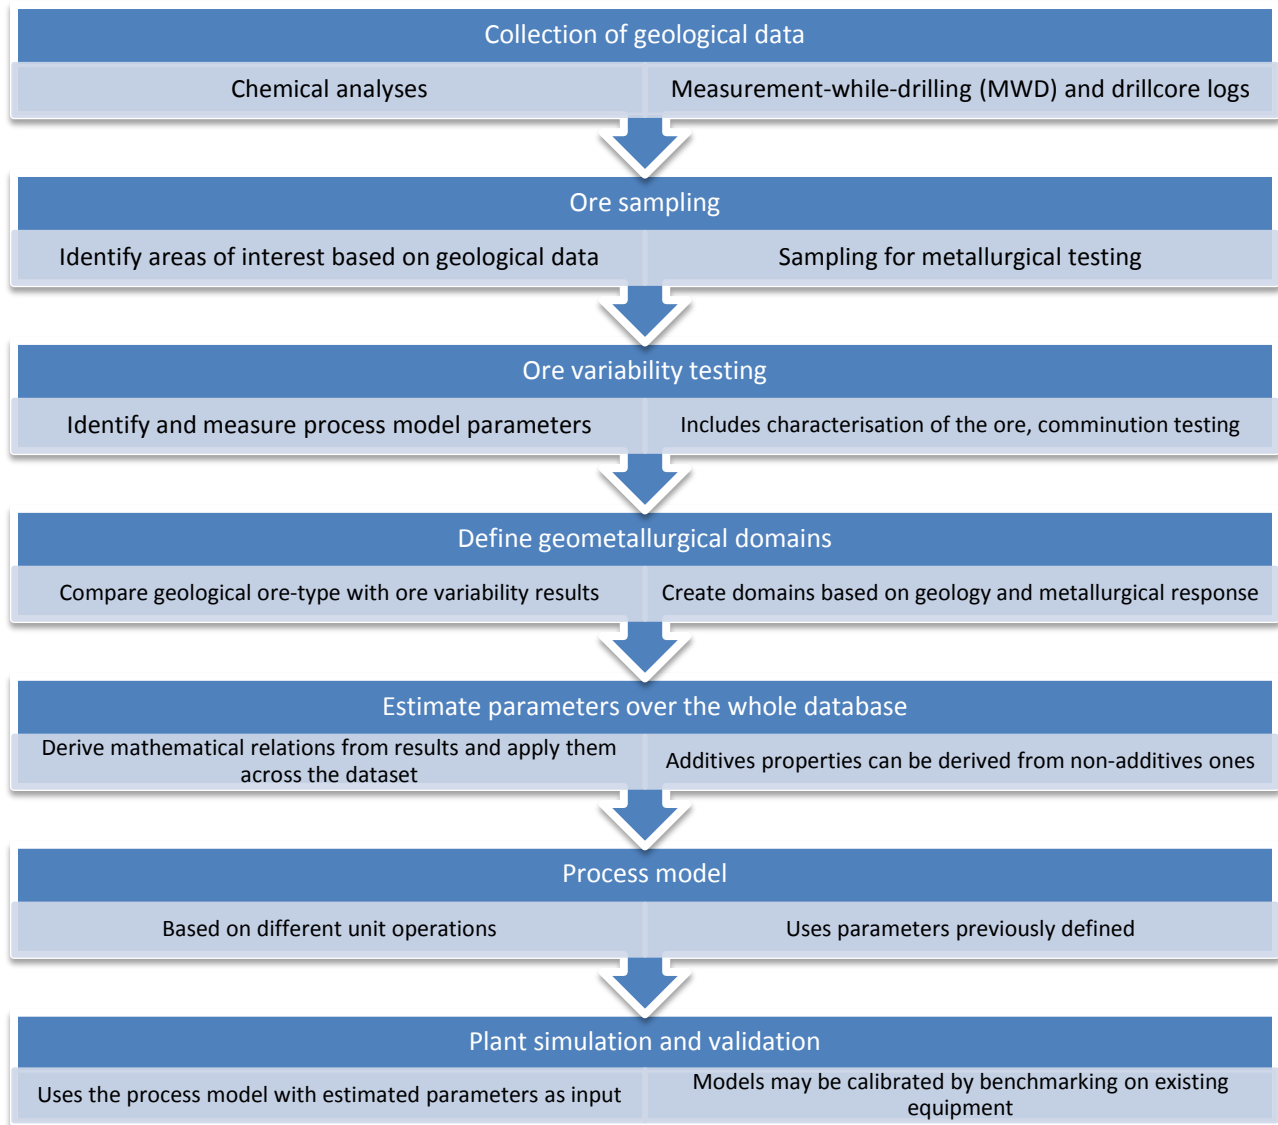 Collection of geological data
Chemical analyses
Measurement-while-drilling (MWD) and drillcore logs
Ore sampling
Identify areas of interest based on geological data
Sampling for metallurgical testing
Ore variability testing
Identify and measure process model parameters
Includes characterisation of the ore, comminution testing
Define geometallurgical domains
Compare geological ore-type with ore variability results
Create domains based on geology and metallurgical response
Estimate parameters over the whole database
Derive mathematical relations from results and apply them
across the dataset
Additives properties can be derived from non-additives ones
Process model
Based on different unit operations
Uses parameters previously defined
Plant simulation and validation
Uses the process model with estimated parameters as input
Models may be calibrated by benchmarking on existing
equipment